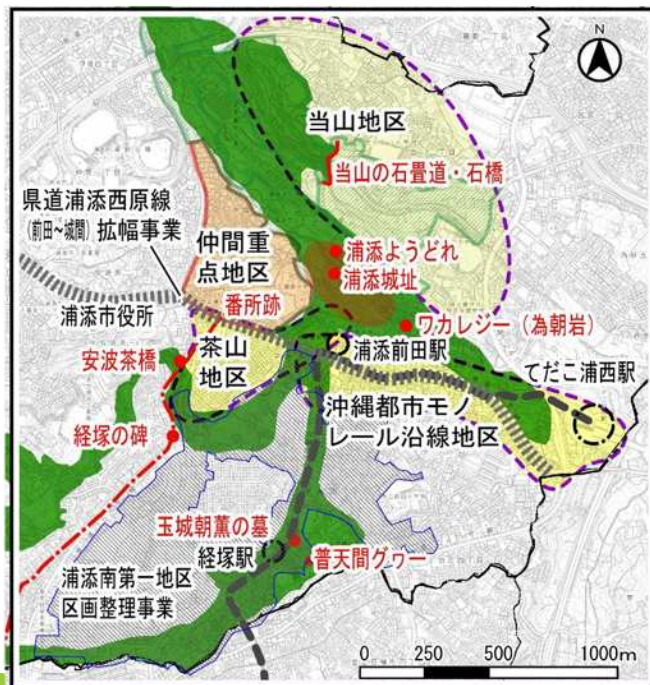 N
当山地区
当山の石畳道・石橋
県道浦添西原線
(前田～城間) 拡幅事業
仲間重
点地区
浦添ようどれ
浦添城址
番所跡
浦添市役所
ワカレジー（為朝岩）
茶山
地区
浦添前田駅
安波茶橋
てだこ浦西駅
沖縄都市モノ
レール沿線地区
経塚の碑
玉城朝薫の墓
経塚駅
普天間グゥー
浦添南第一地区
区画整理事業
0 250 500 1000m